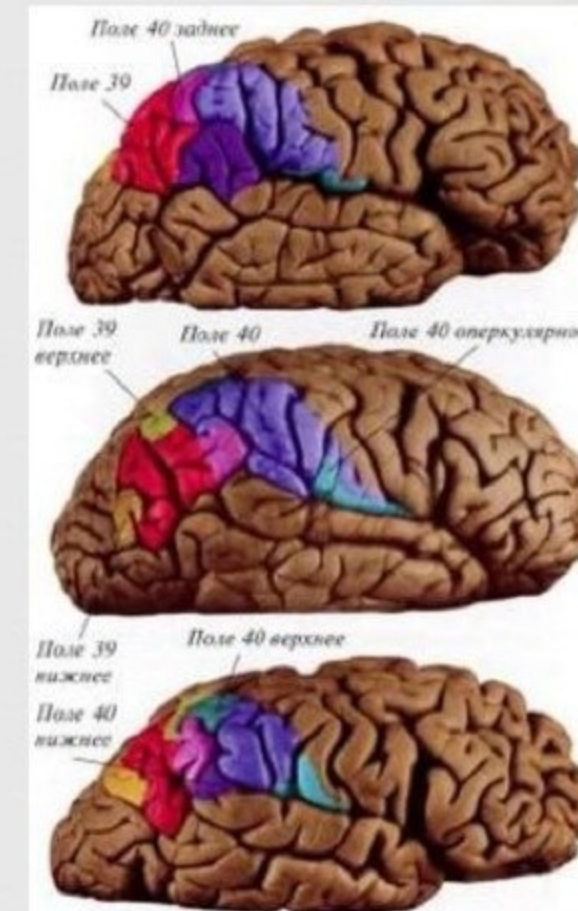 Поле 40 заднее
Поле 39
Поле 39
верхнее
Поле 40
Поле 40 оперкулярно
Поле 39
нижнее
Поле 40 верхнее
Поле 40
нижнее